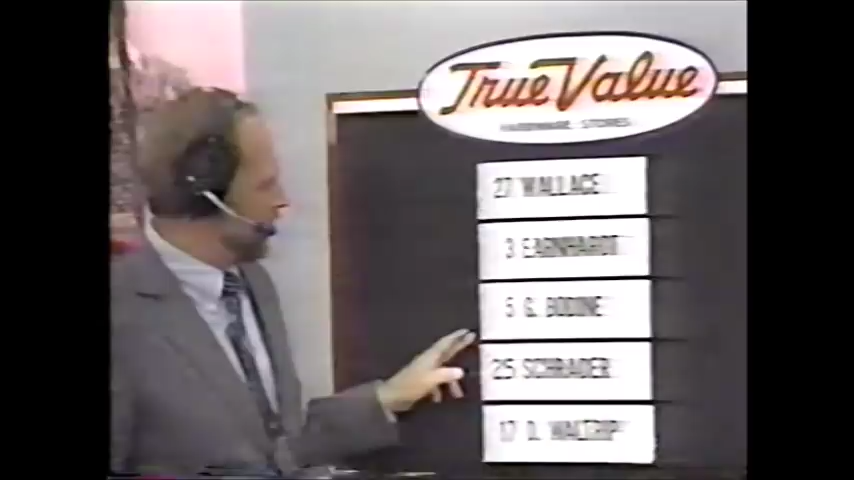 True Value
HARDWARE STORES
27 WALLACE
3 EARNHARDT
5 G. BODINE
25 SCHRADER
17 D. WALTRIP